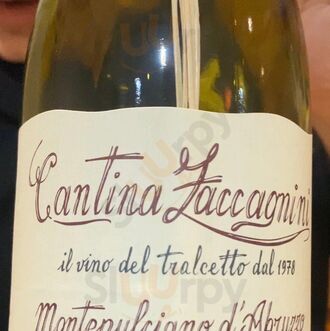 Cantina Zaccagnini
il vino del tralcetto dal 1978
Montepulciano d'Abruzzo